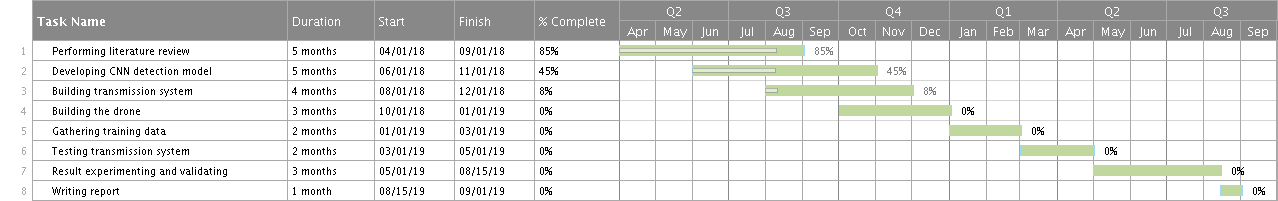 Q2 Q3 Q4 Q1 Q2 Q3
Task Name Duration Start Finish % Complete
Apr May Jun Jul Aug Sep Oct Nov Dec Jan Feb Mar Apr May Jun Jul Aug Sep
1 Performing literature review 5 months 04/01/18 09/01/18 85% 85%
2 Developing CNN detection model 5 months 06/01/18 11/01/18 45% 45%
3 Building transmission system 4 months 08/01/18 12/01/18 8% 8%
4 Building the drone 3 months 10/01/18 01/01/19 0% 0%
5 Gathering training data 2 months 01/01/19 03/01/19 0% 0%
6 Testing transmission system 2 months 03/01/19 05/01/19 0% 0%
7 Result experimenting and validating 3 months 05/01/19 08/15/19 0% 0%
8 Writing report 1 month 08/15/19 09/01/19 0% 0%